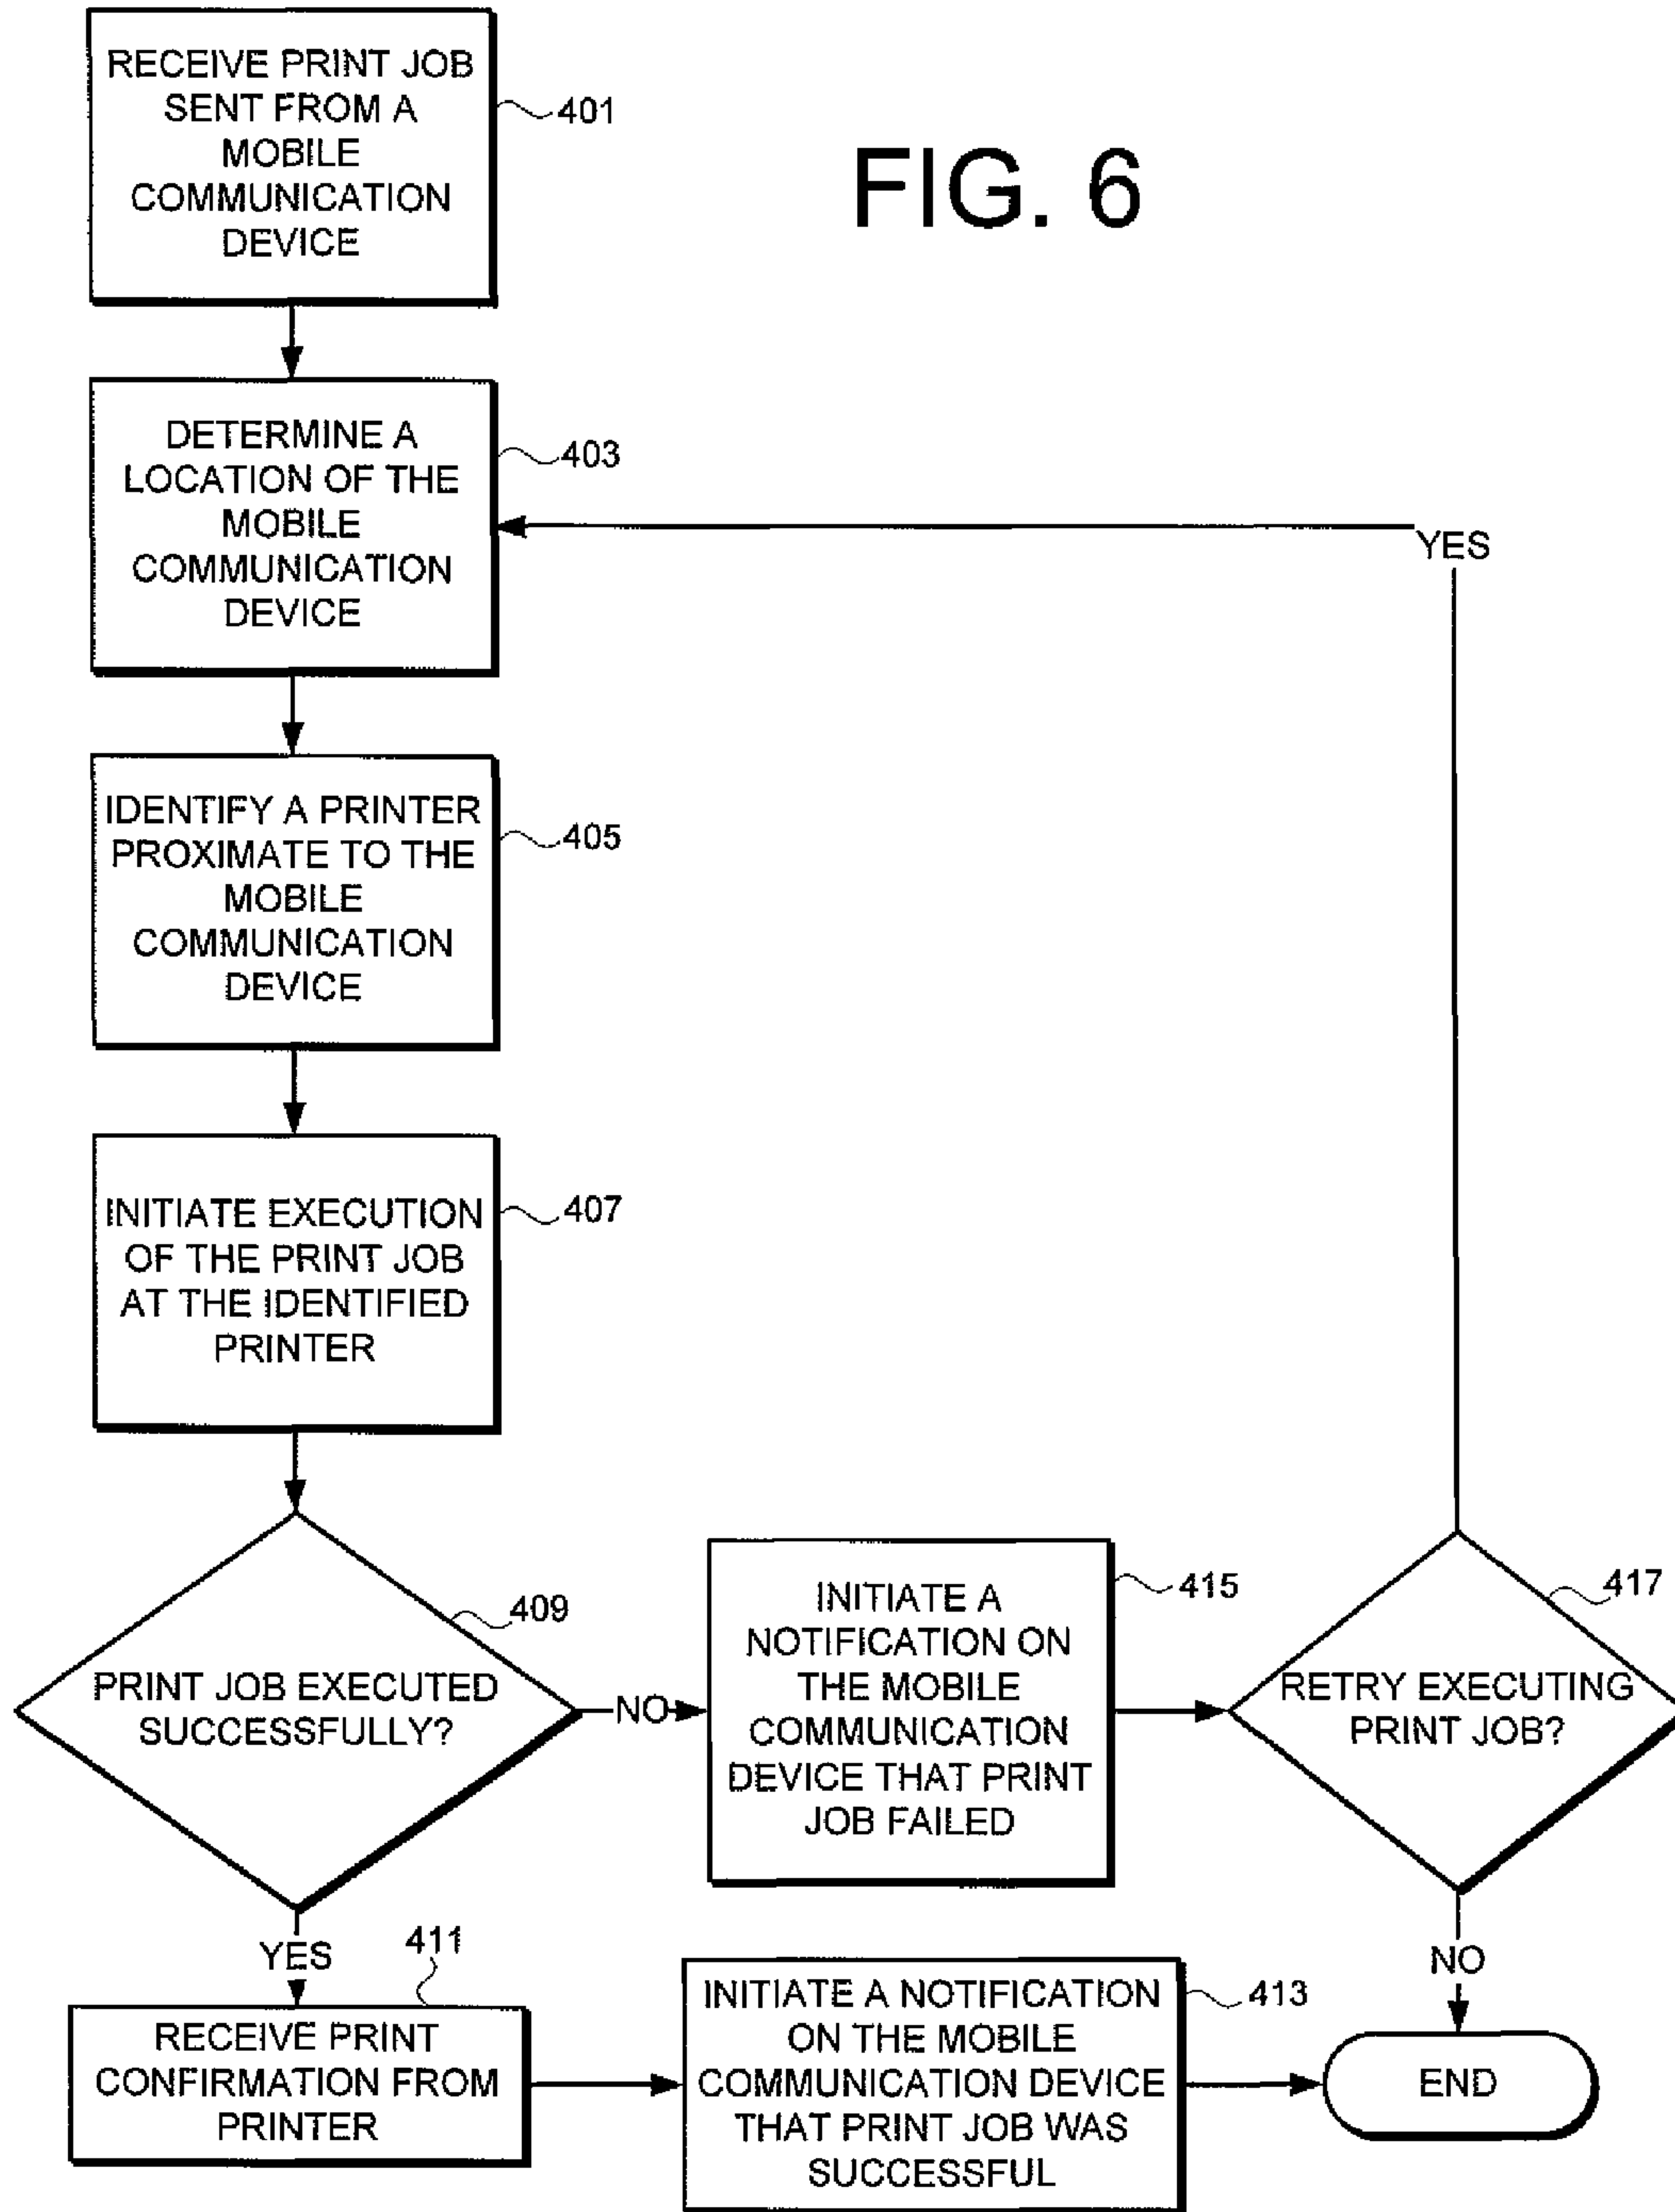 FIG. 6
RECEIVE PRINT JOB
SENT FROM A
MOBILE
COMMUNICATION
DEVICE
401
DETERMINE A
LOCATION OF THE
MOBILE
COMMUNICATION
DEVICE
403
YES
IDENTIFY A PRINTER
PROXIMATE TO THE
MOBILE
COMMUNICATION
DEVICE
405
INITIATE EXECUTION
OF THE PRINT JOB
AT THE IDENTIFIED
PRINTER
407
PRINT JOB EXECUTED
SUCCESSFULLY?
409
NO
INITIATE A
NOTIFICATION ON
THE MOBILE
COMMUNICATION
DEVICE THAT PRINT
JOB FAILED
415
RETRY EXECUTING
PRINT JOB?
417
YES
411
RECEIVE PRINT
CONFIRMATION FROM
PRINTER
INITIATE A NOTIFICATION
ON THE MOBILE
COMMUNICATION DEVICE
THAT PRINT JOB WAS
SUCCESSFUL
413
NO
END